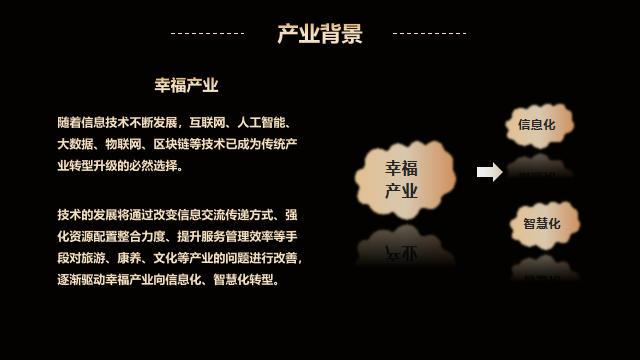 产业背景
幸福产业
随着信息技术不断发展，互联网、人工智能、
大数据、物联网、区块链等技术已成为传统产
业转型升级的必然选择。
技术的发展将通过改变信息交流传递方式、强
化资源配置整合力度、提升服务管理效率等手
段对旅游、康养、文化等产业的问题进行改善，
逐渐驱动幸福产业向信息化、智慧化转型。
幸福
产业
信息化
智慧化